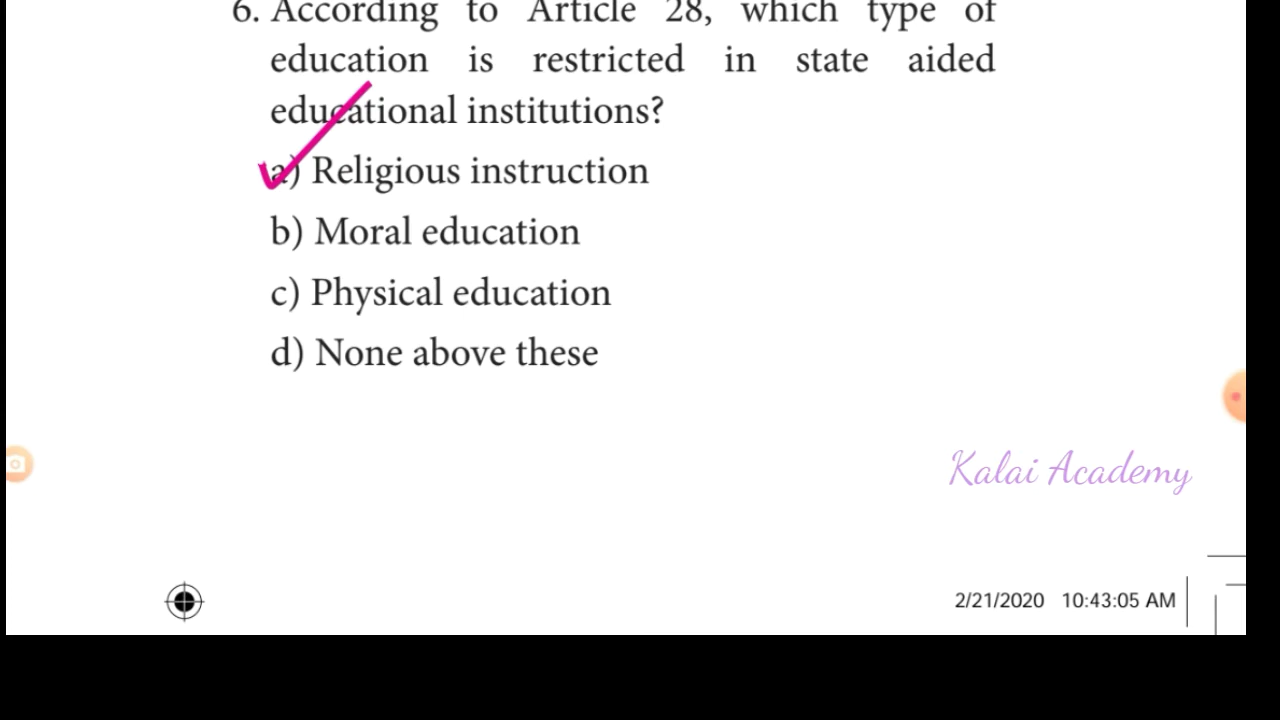 6. According to Article 28, which type of
education is restricted in state aided
educational institutions?
a) Religious instruction
b) Moral education
c) Physical education
d) None above these
Kalai Academy
2/21/2020 10:43:05 AM